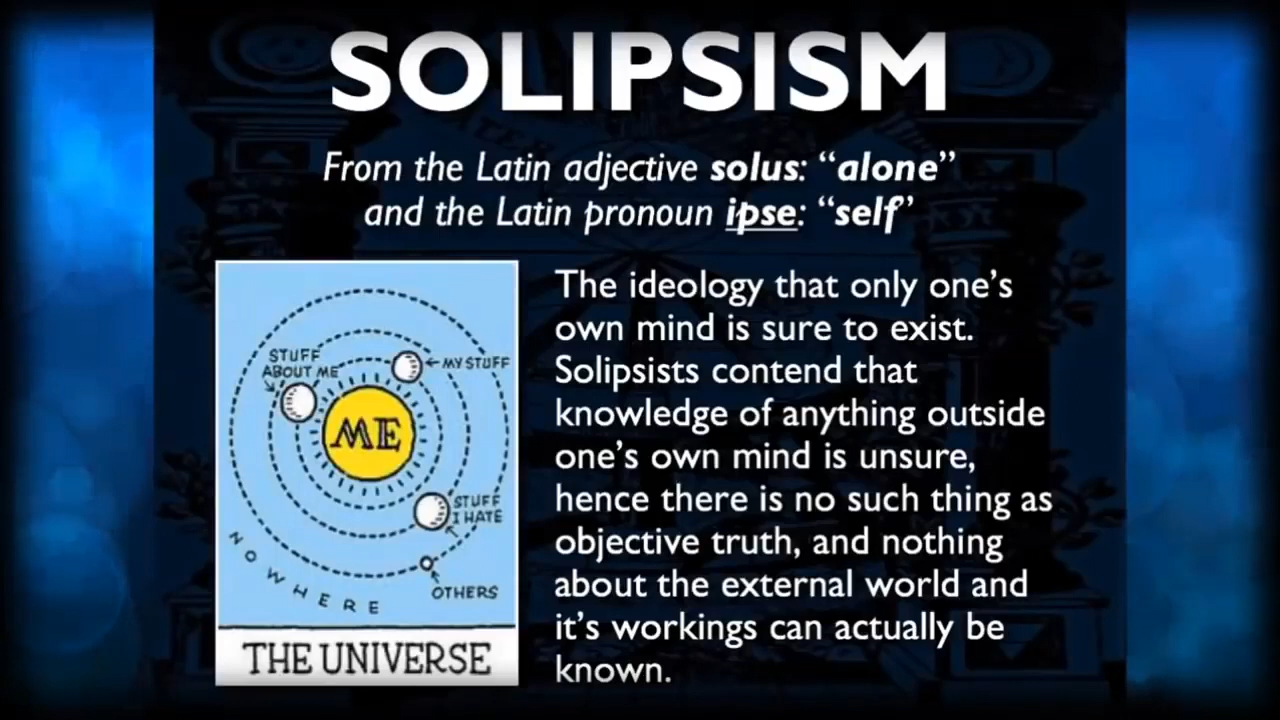 SOLIPSISM
From the Latin adjective solus: “alone”
and the Latin pronoun ipse: “self”
STUFF
ABOUT ME
MY STUFF
ME
STUFF
I HATE
OTHERS
NOWHERE
THE UNIVERSE
The ideology that only one’s
own mind is sure to exist.
Solipsists contend that
knowledge of anything outside
one’s own mind is unsure,
hence there is no such thing as
objective truth, and nothing
about the external world and
it’s workings can actually be
known.